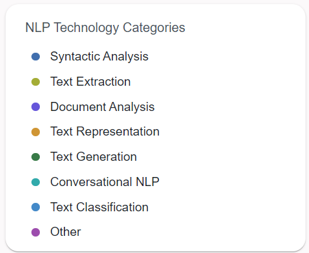 NLP Technology Categories
Syntactic Analysis
Text Extraction
Document Analysis
Text Representation
Text Generation
Conversational NLP
Text Classification
Other